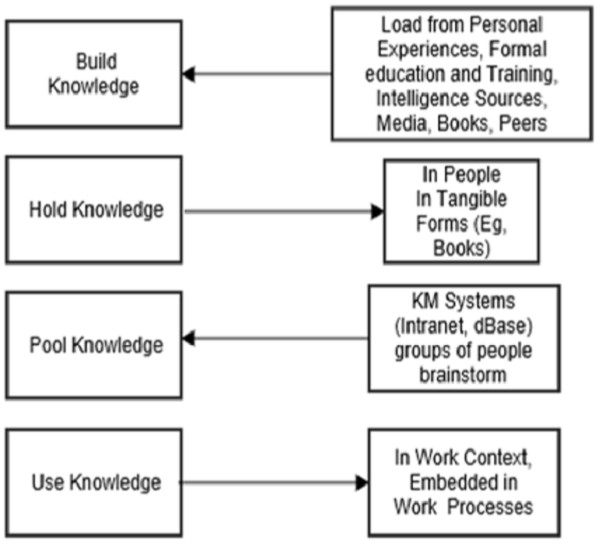 Build
Knowledge
Load from Personal
Experiences, Formal
education and Training,
Intelligence Sources,
Media, Books, Peers
Hold Knowledge
In People
In Tangible
Forms (Eg,
Books)
Pool Knowledge
KM Systems
(Intranet, dBase)
groups of people
brainstorm
Use Knowledge
In Work Context,
Embedded in
Work Processes